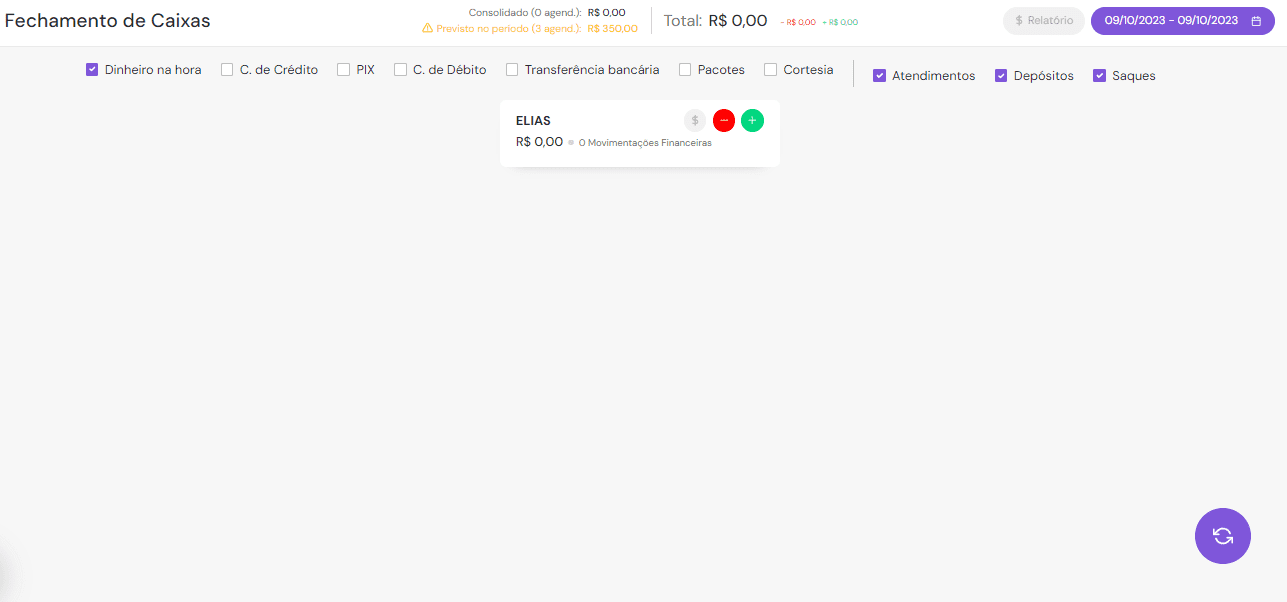 Fechamento de Caixas
Consolidado (0 agend.): R$ 0,00
Previsto no período (3 agend.): R$ 350,00
Total: R$ 0,00 - R$ 0,00 + R$ 0,00
$ Relatório
09/10/2023 - 09/10/2023
Dinheiro na hora C. de Crédito PIX C. de Débito Transferência bancária Pacotes Cortesia
Atendimentos Depósitos Saques
ELIAS
$ − +
R$ 0,00 0 Movimentações Financeiras